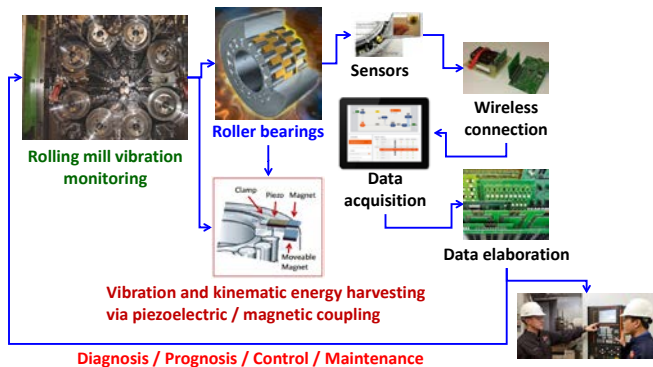 Sensors
Wireless
connection
Roller bearings
Rolling mill vibration
monitoring
Data
acquisition
Clamp Piezo Magnet
Moveable
Magnet
Data elaboration
Vibration and kinematic energy harvesting
via piezoelectric / magnetic coupling
Diagnosis / Prognosis / Control / Maintenance